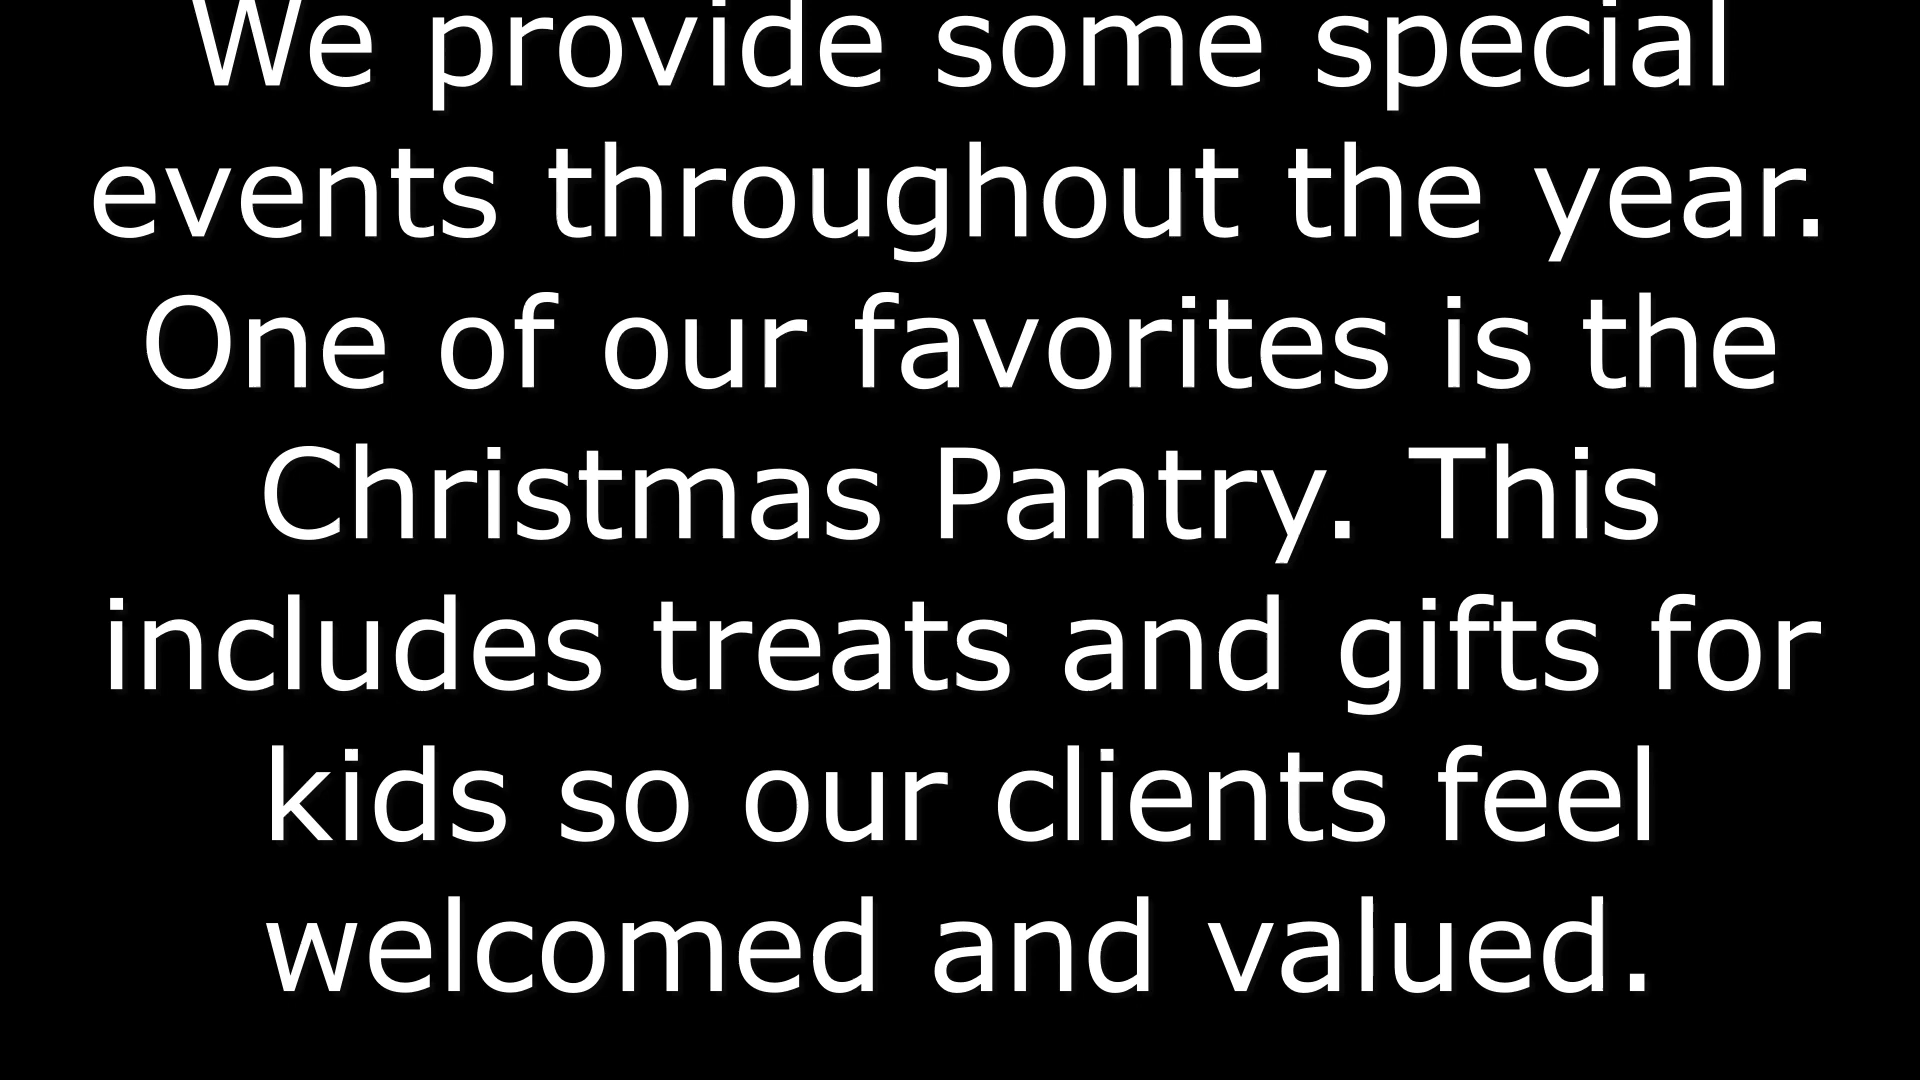 We provide some special
events throughout the year.
One of our favorites is the
Christmas Pantry. This
includes treats and gifts for
kids so our clients feel
welcomed and valued.